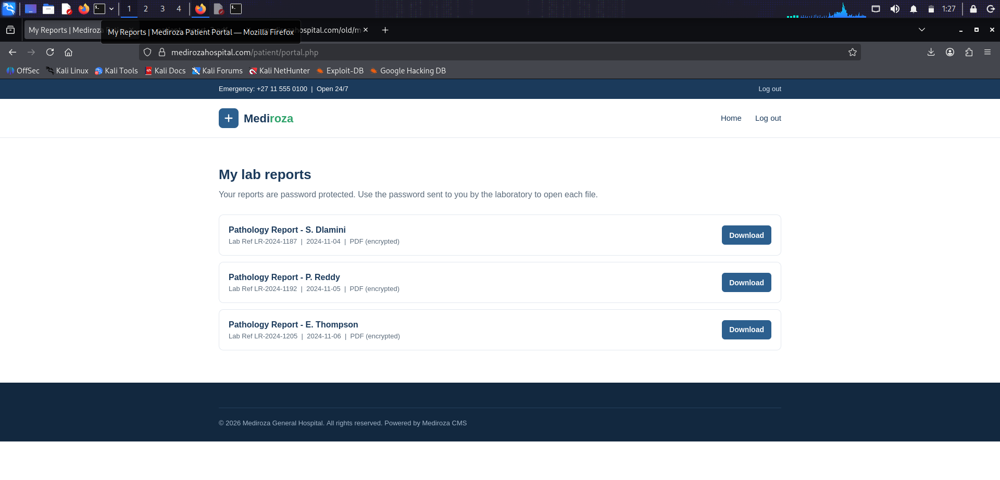 1 2 3 4
1:27
My Reports | Mediroza
My Reports | Mediroza Patient Portal — Mozilla Firefox
ospital.com/old/m
medirozahospital.com/patient/portal.php
OffSec Kali Linux Kali Tools Kali Docs Kali Forums Kali NetHunter Exploit-DB Google Hacking DB
Emergency: +27 11 555 0100 | Open 24/7
Log out
Mediroza
Home Log out
My lab reports
Your reports are password protected. Use the password sent to you by the laboratory to open each file.
Pathology Report - S. Dlamini
Lab Ref LR-2024-1187 | 2024-11-04 | PDF (encrypted)
Download
Pathology Report - P. Reddy
Lab Ref LR-2024-1192 | 2024-11-05 | PDF (encrypted)
Download
Pathology Report - E. Thompson
Lab Ref LR-2024-1205 | 2024-11-06 | PDF (encrypted)
Download
© 2026 Mediroza General Hospital. All rights reserved. Powered by Mediroza CMS